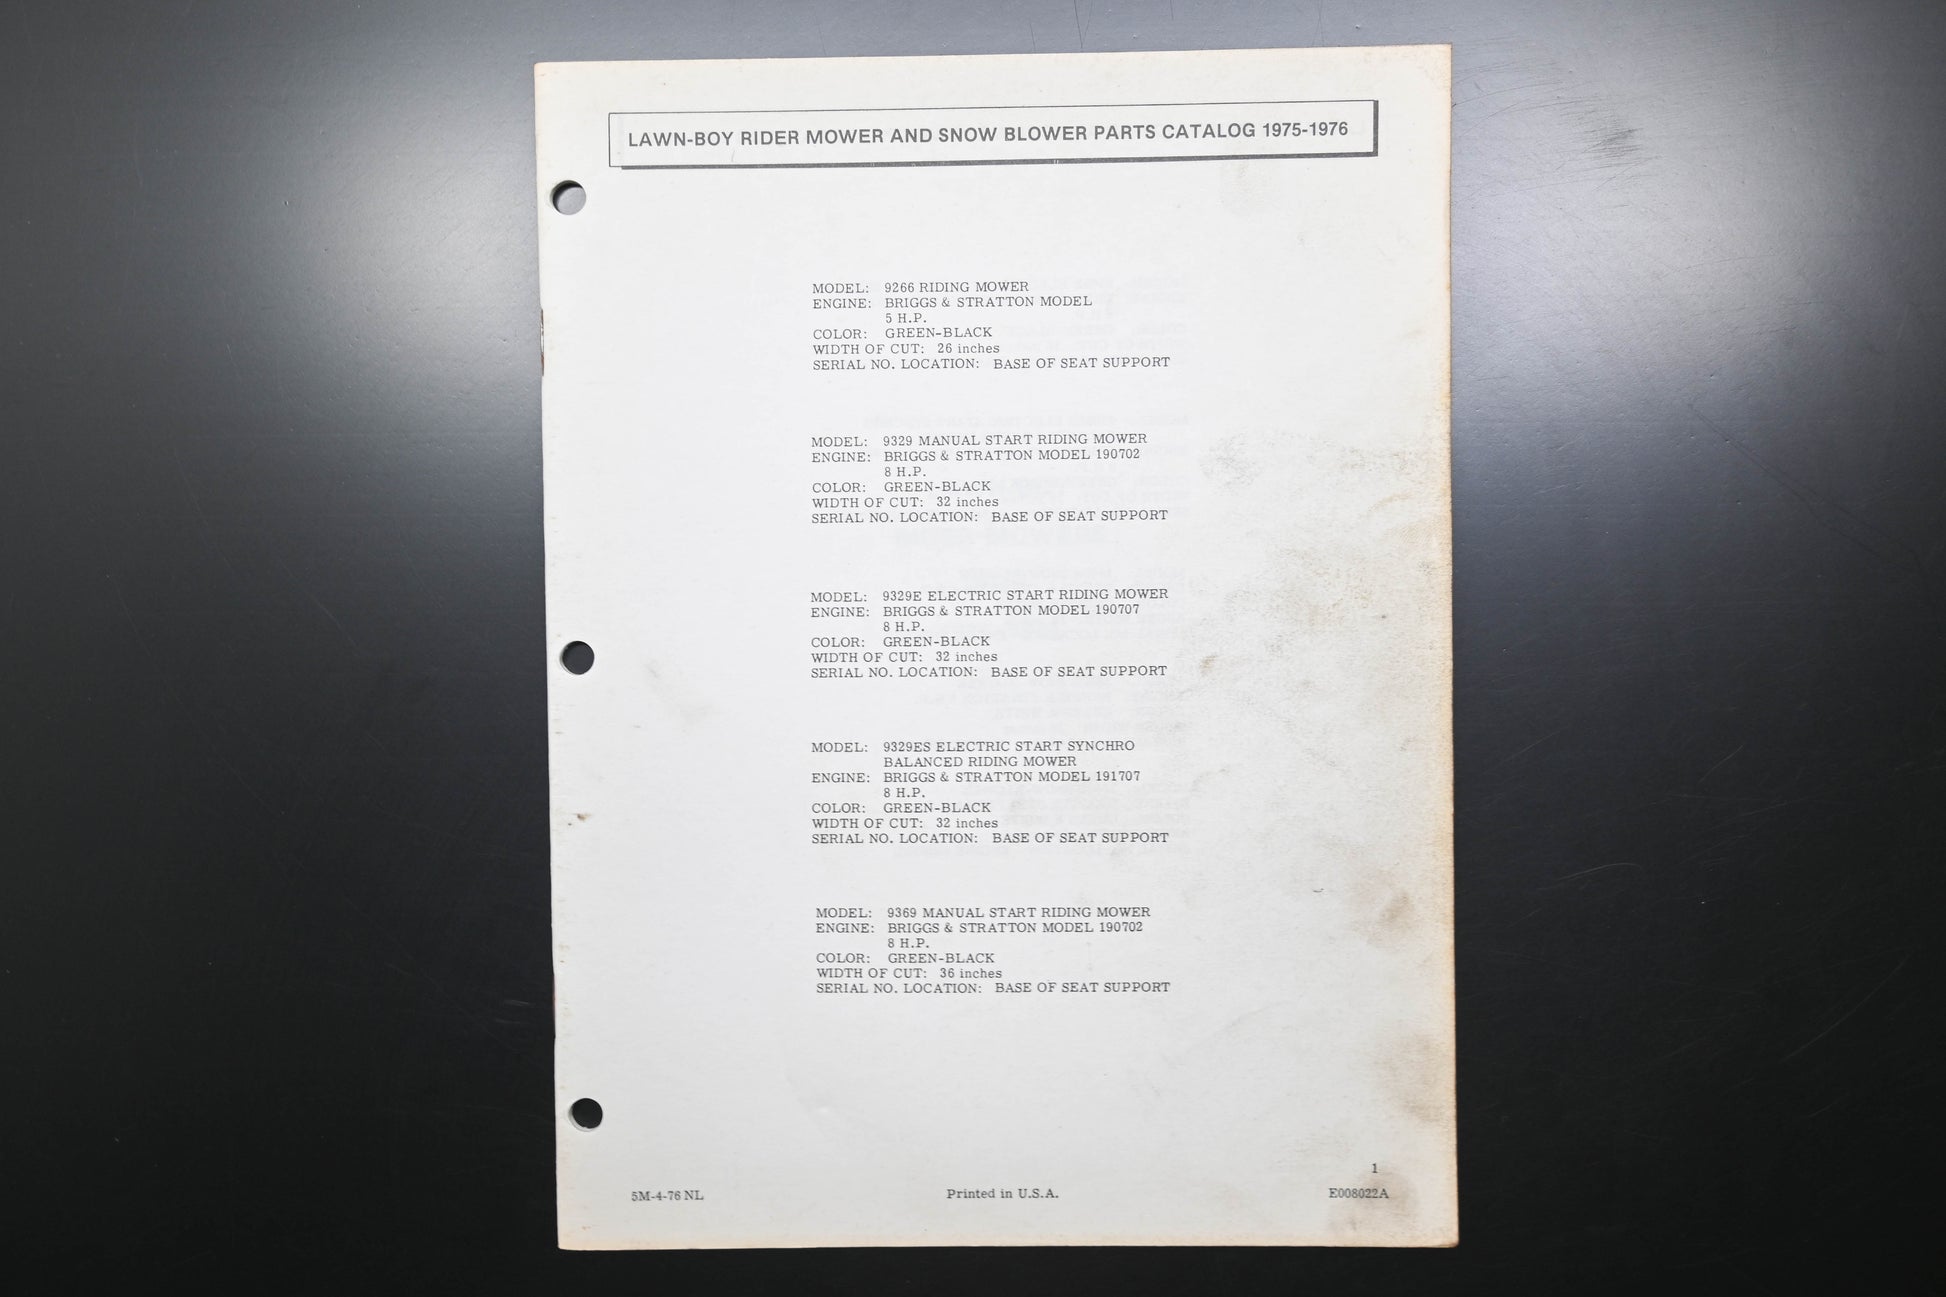 LAWN-BOY RIDER MOWER AND SNOW BLOWER PARTS CATALOG 1975-1976
MODEL: 9266 RIDING MOWER
ENGINE: BRIGGS & STRATTON MODEL
5 H.P.
COLOR: GREEN-BLACK
WIDTH OF CUT: 26 inches
SERIAL NO. LOCATION: BASE OF SEAT SUPPORT
MODEL: 9329 MANUAL START RIDING MOWER
ENGINE: BRIGGS & STRATTON MODEL 190702
8 H.P.
COLOR: GREEN-BLACK
WIDTH OF CUT: 32 inches
SERIAL NO. LOCATION: BASE OF SEAT SUPPORT
MODEL: 9329E ELECTRIC START RIDING MOWER
ENGINE: BRIGGS & STRATTON MODEL 190707
8 H.P.
COLOR: GREEN-BLACK
WIDTH OF CUT: 32 inches
SERIAL NO. LOCATION: BASE OF SEAT SUPPORT
MODEL: 9329ES ELECTRIC START SYNCHRO
BALANCED RIDING MOWER
ENGINE: BRIGGS & STRATTON MODEL 191707
8 H.P.
COLOR: GREEN-BLACK
WIDTH OF CUT: 32 inches
SERIAL NO. LOCATION: BASE OF SEAT SUPPORT
MODEL: 9369 MANUAL START RIDING MOWER
ENGINE: BRIGGS & STRATTON MODEL 190702
8 H.P.
COLOR: GREEN-BLACK
WIDTH OF CUT: 36 inches
SERIAL NO. LOCATION: BASE OF SEAT SUPPORT
1
5M-4-76 NL Printed in U.S.A. E008022A